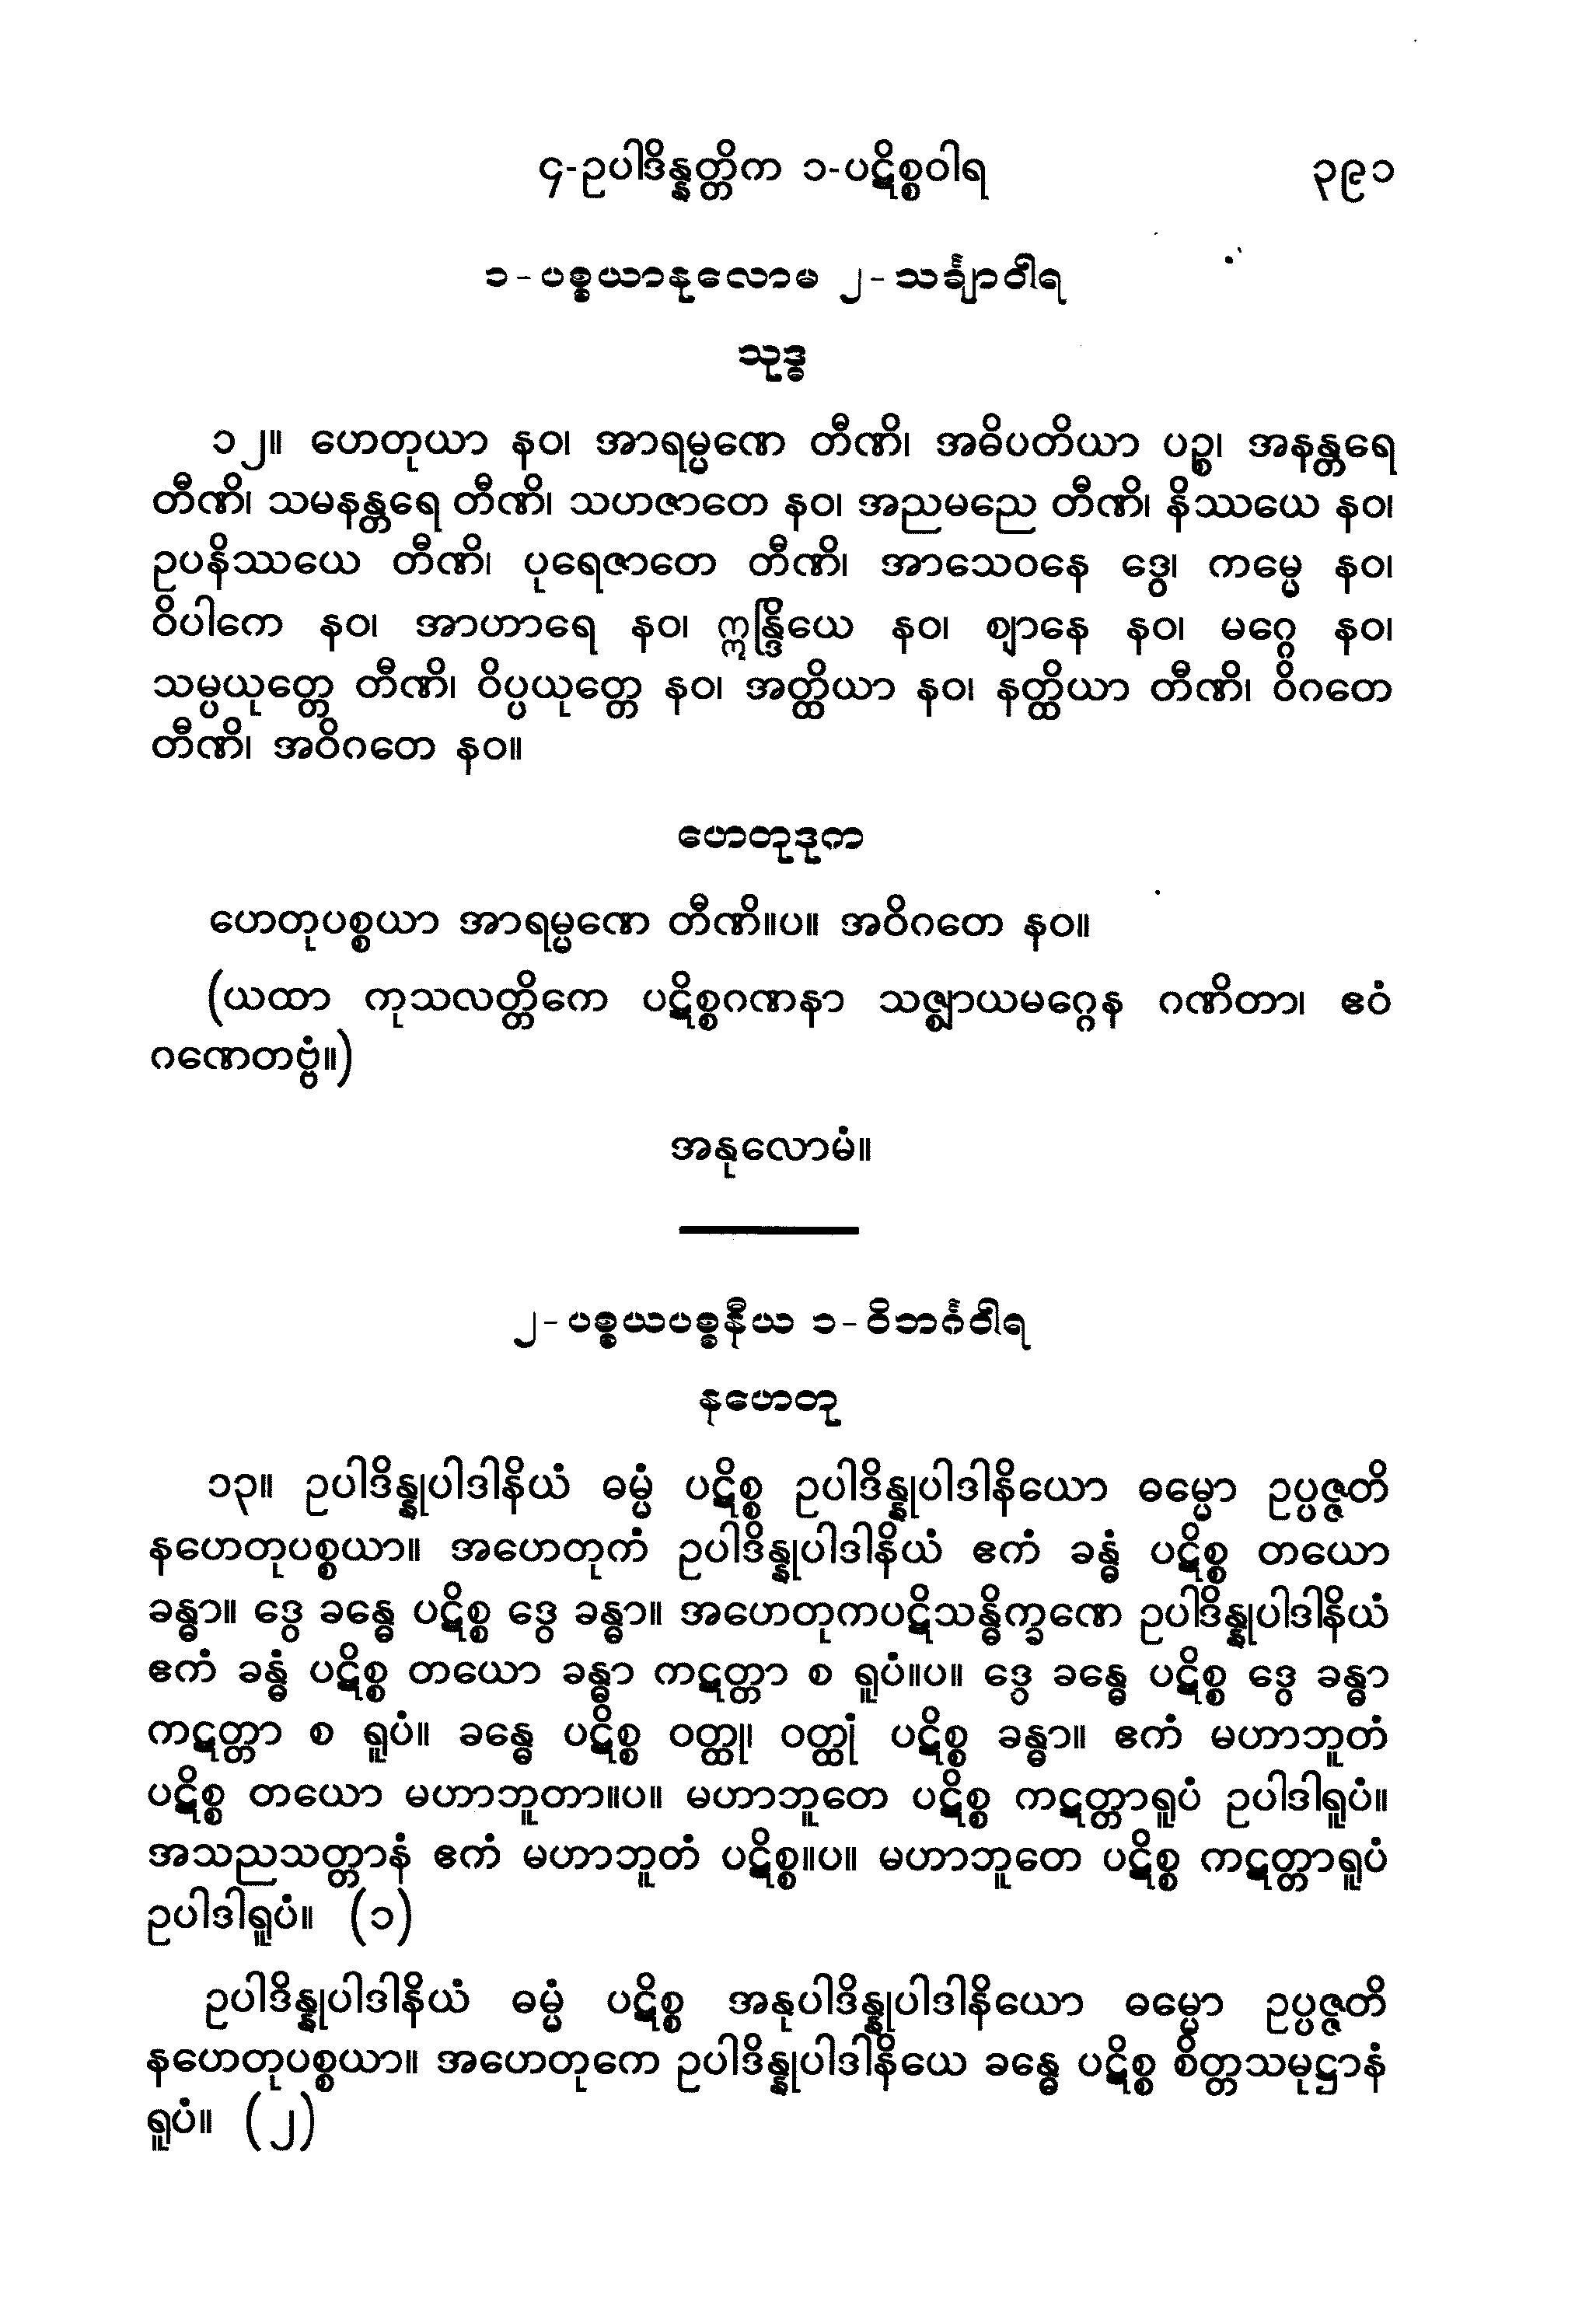 ၄-ဥပါဒိန္နတ္တိက ၁-ပဋိစ္စဝါရ ၃၉၁
၁-ပစ္စယာနုလောမ ၂-သင်္ချာဝါရ
သုဒ္ဓ
၁၂။ ဟေတုယာ နဝ၊ အာရမ္မဏေ တီဏိ၊ အဓိပတိယာ ပဉ္စ၊ အနန္တရေ
တီဏိ၊ သမနန္တရေ တီဏိ၊ သဟဇာတေ နဝ၊ အညမညေ တီဏိ၊ နိဿယေ နဝ၊
ဥပနိဿယေ တီဏိ၊ ပုရေဇာတေ တီဏိ၊ အာသေဝနေ ဒွေ၊ ကမ္မေ နဝ၊
ဝိပါကေ နဝ၊ အာဟာရေ နဝ၊ ဣန္ဒြိယေ နဝ၊ ဈာနေ နဝ၊ မဂ္ဂေ နဝ၊
သမ္ပယုတ္တေ တီဏိ၊ ဝိပ္ပယုတ္တေ နဝ၊ အတ္ထိယာ နဝ၊ နတ္ထိယာ တီဏိ၊ ဝိဂတေ
တီဏိ၊ အဝိဂတေ နဝ။
ဟေတုဒုက
ဟေတုပစ္စယာ အာရမ္မဏေ တီဏိ။ပ။ အဝိဂတေ နဝ။
(ယထာ ကုသလတ္တိကေ ပဋိစ္စဂဏနာ သဇ္ဈာယမဂ္ဂေန ဂဏိတာ၊ ဧဝံ
ဂဏေတဗ္ဗံ။)
အနုလောမံ။
၂-ပစ္စယပစ္စနီယ ၁-ဝိဘင်္ဂဝါရ
နဟေတု
၁၃။ ဥပါဒိန္နုပါဒါနိယံ ဓမ္မံ ပဋိစ္စ ဥပါဒိန္နုပါဒါနိယော ဓမ္မော ဥပ္ပဇ္ဇတိ
နဟေတုပစ္စယာ။ အဟေတုကံ ဥပါဒိန္နုပါဒါနိယံ ဧကံ ခန္ဓံ ပဋိစ္စ တယော
ခန္ဓာ။ ဒွေ ခန္ဓေ ပဋိစ္စ ဒွေ ခန္ဓာ။ အဟေတုကပဋိသန္ဓိက္ခဏေ ဥပါဒိန္နုပါဒါနိယံ
ဧကံ ခန္ဓံ ပဋိစ္စ တယော ခန္ဓာ ကဋတ္တာ စ ရူပံ။ပ။ ဒွေ ခန္ဓေ ပဋိစ္စ ဒွေ ခန္ဓာ
ကဋတ္တာ စ ရူပံ။ ခန္ဓေ ပဋိစ္စ ဝတ္ထု၊ ဝတ္ထုံ ပဋိစ္စ ခန္ဓာ။ ဧကံ မဟာဘူတံ
ပဋိစ္စ တယော မဟာဘူတာ။ပ။ မဟာဘူတေ ပဋိစ္စ ကဋတ္တာရူပံ ဥပါဒါရူပံ။
အသညသတ္တာနံ ဧကံ မဟာဘူတံ ပဋိစ္စ။ပ။ မဟာဘူတေ ပဋိစ္စ ကဋတ္တာရူပံ
ဥပါဒါရူပံ။ (၁)
ဥပါဒိန္နုပါဒါနိယံ ဓမ္မံ ပဋိစ္စ အနုပါဒိန္နုပါဒါနိယော ဓမ္မော ဥပ္ပဇ္ဇတိ
နဟေတုပစ္စယာ။ အဟေတုကေ ဥပါဒိန္နုပါဒါနိယေ ခန္ဓေ ပဋိစ္စ စိတ္တသမုဋ္ဌာနံ
ရူပံ။ (၂)